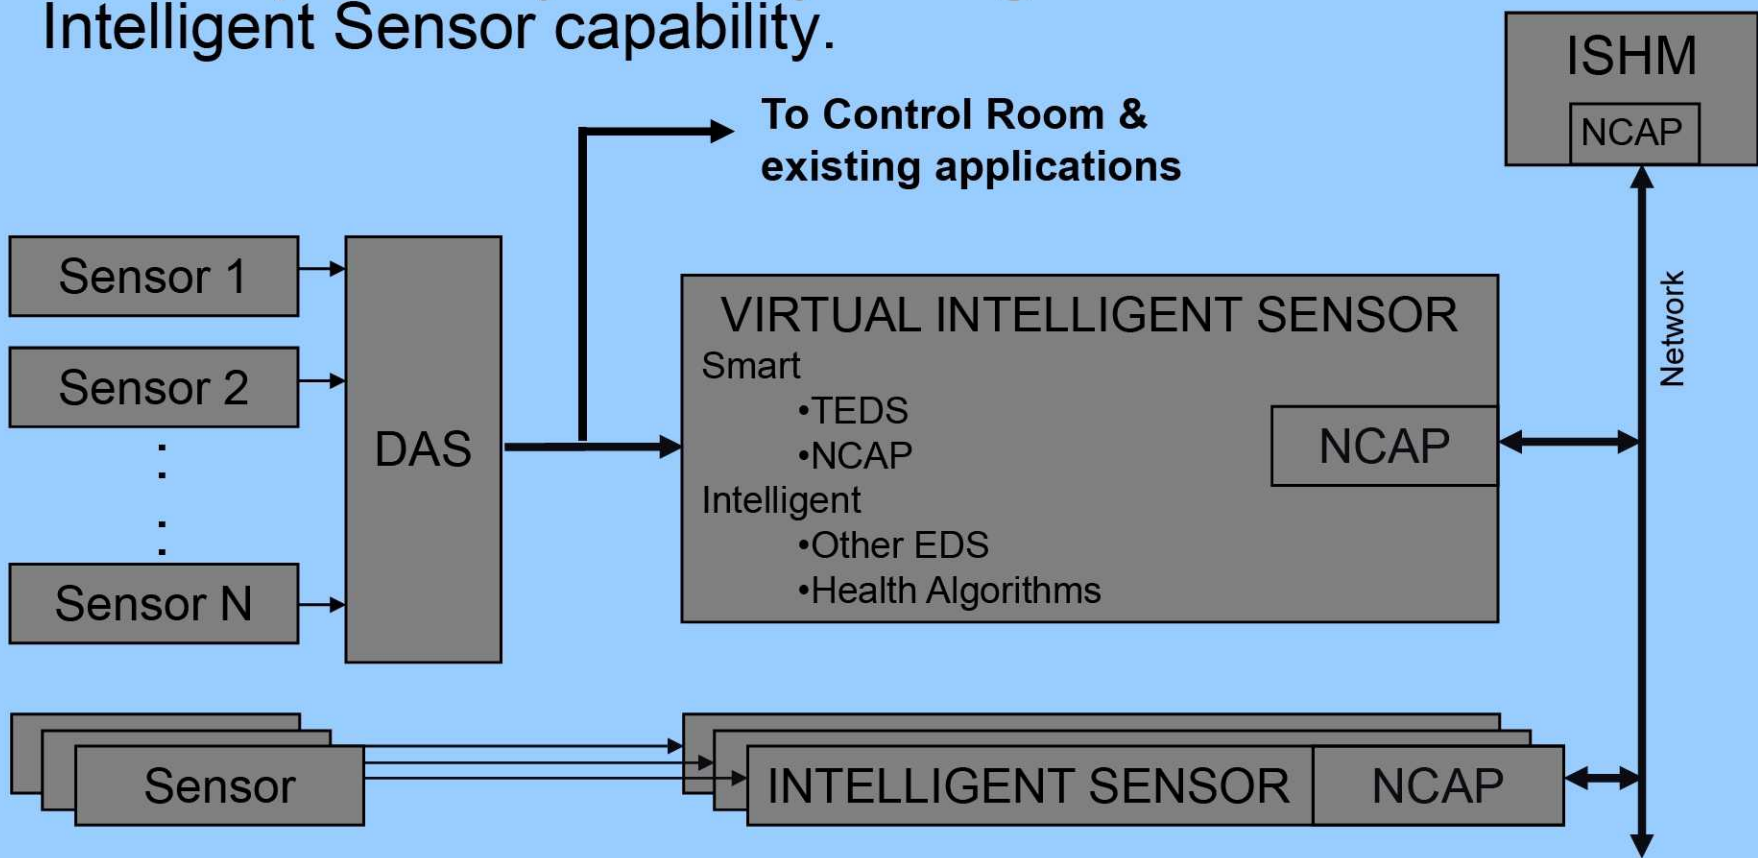 Intelligent Sensor capability.
ISHM
NCAP
To Control Room &
existing applications
Sensor 1
Sensor 2
Sensor N
DAS
VIRTUAL INTELLIGENT SENSOR
Smart
•TEDS
•NCAP
Intelligent
•Other EDS
•Health Algorithms
NCAP
Network
Sensor
INTELLIGENT SENSOR
NCAP